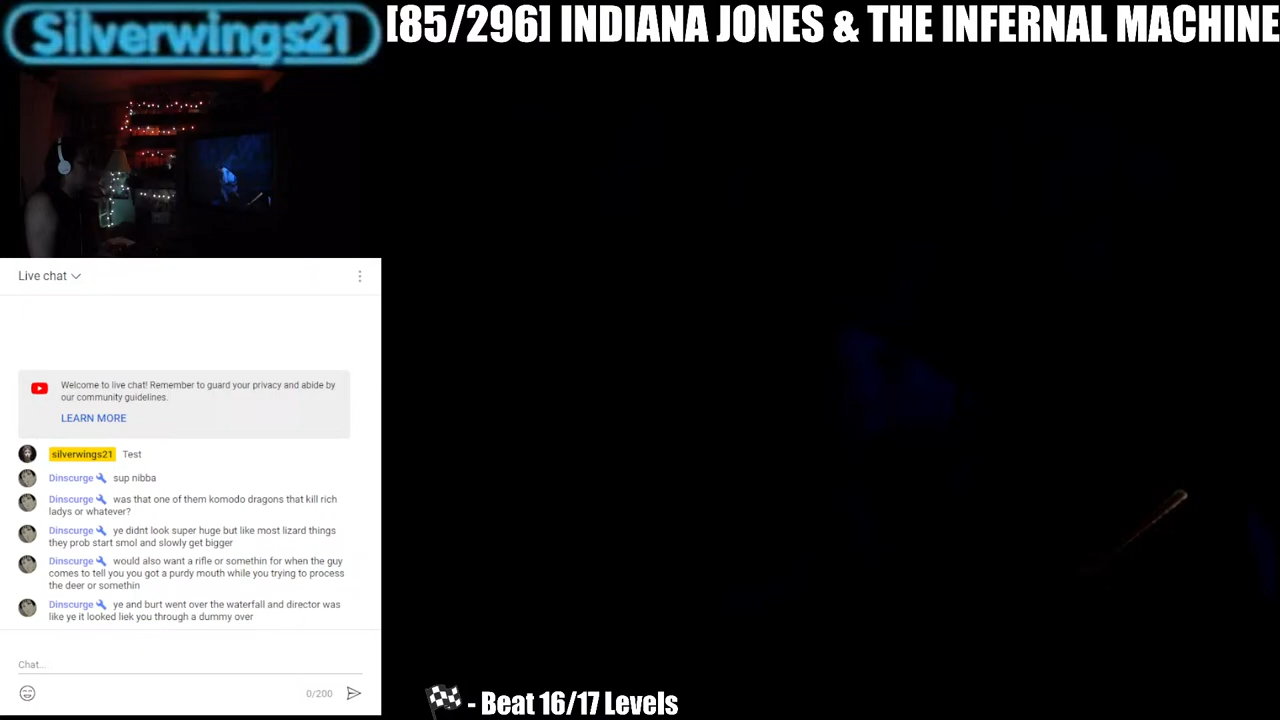 Silverwings21
[85/296] INDIANA JONES & THE INFERNAL MACHINE
Live chat
Welcome to live chat! Remember to guard your privacy and abide by
our community guidelines.
LEARN MORE
silverwings21 Test
Dinscurge sup nibba
Dinscurge was that one of them komodo dragons that kill rich
ladys or whatever?
Dinscurge ye didnt look super huge but like most lizard things
they prob start smol and slowly get bigger
Dinscurge would also want a rifle or somethin for when the guy
comes to tell you you got a purdy mouth while you trying to process
the deer or somethin
Dinscurge ye and burt went over the waterfall and director was
like ye it looked liek you through a dummy over
Chat...
0/200
- Beat 16/17 Levels